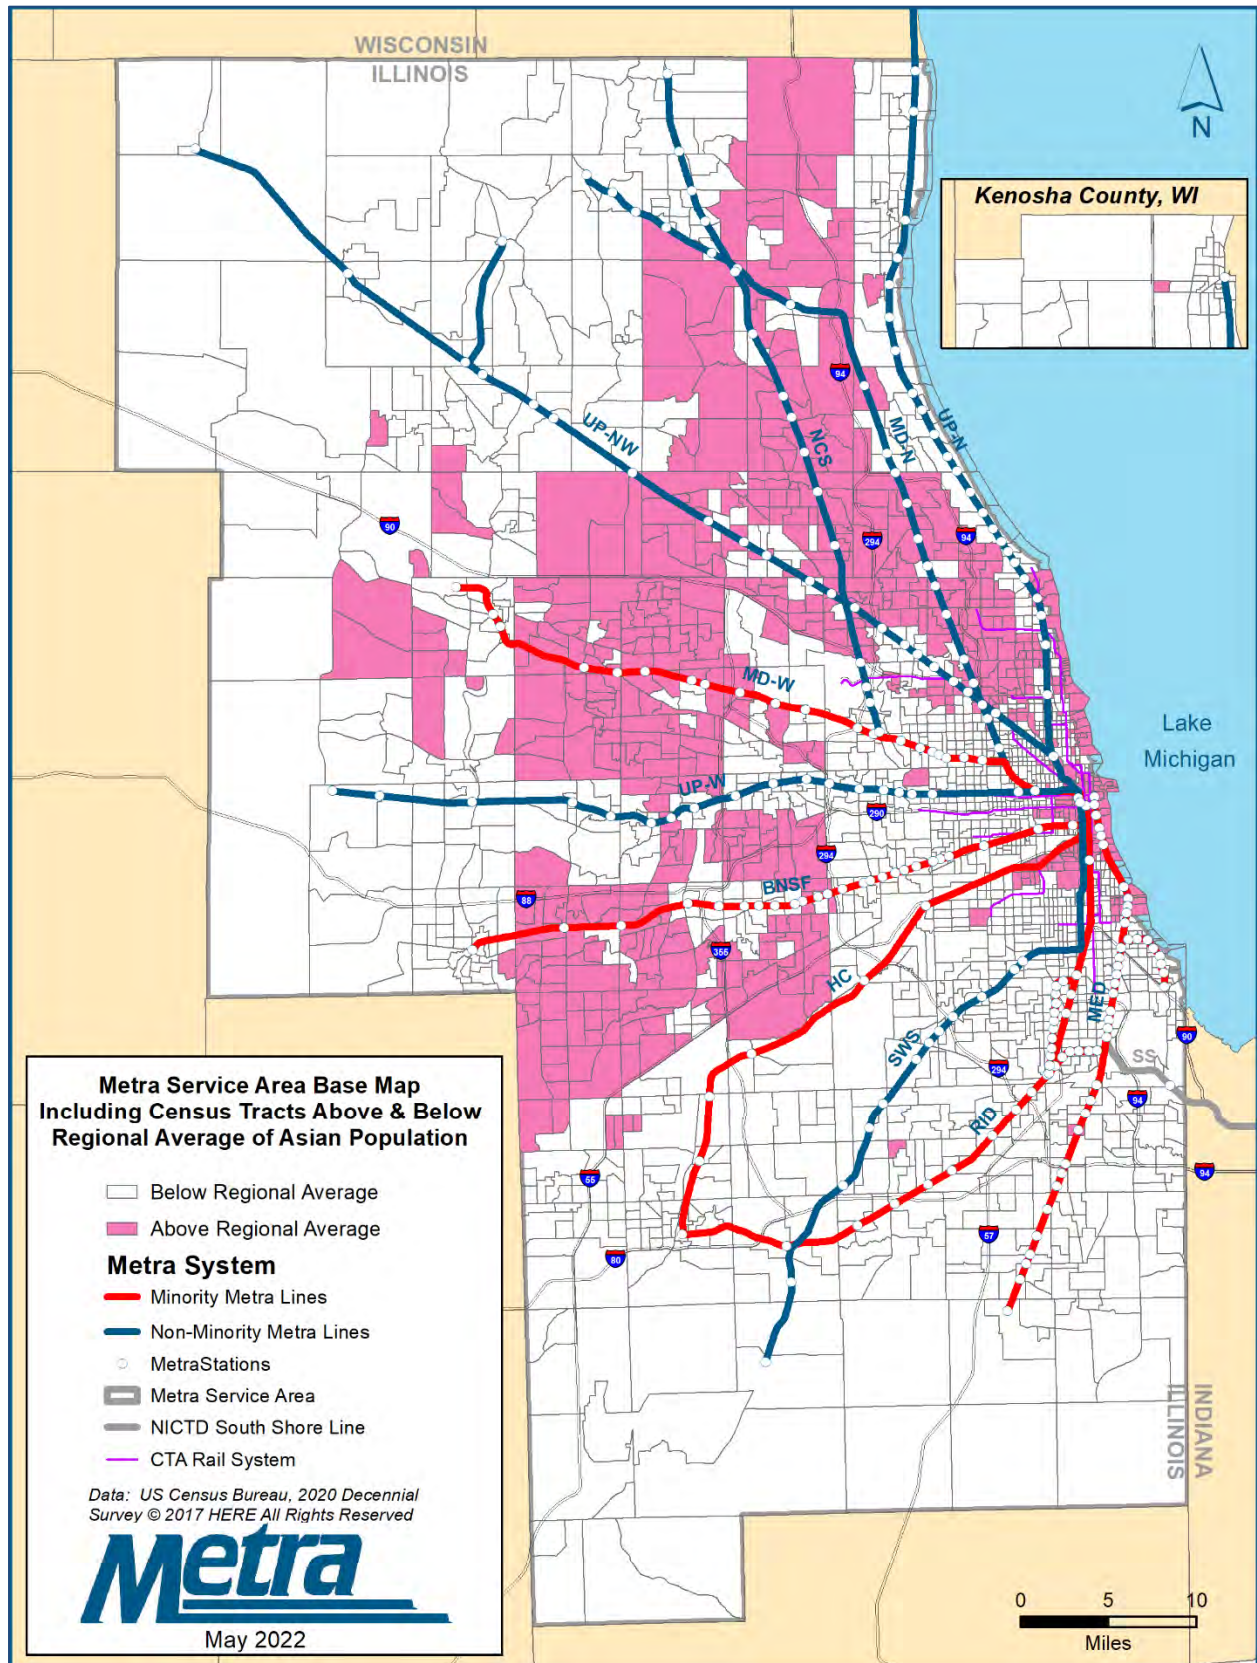 WISCONSIN
ILLINOIS
N
Kenosha County, WI
94
UP-NW
NCS
MD-N
UP-N
90
294
94
MD-W
Lake
Michigan
UP-W
290
294
BNSF
88
355
HC
MED
SWS
90
SS
294
94
RID
55
94
57
80
Metra Service Area Base Map
Including Census Tracts Above & Below
Regional Average of Asian Population
Below Regional Average
Above Regional Average
Metra System
Minority Metra Lines
Non-Minority Metra Lines
MetraStations
Metra Service Area
NICTD South Shore Line
CTA Rail System
Data: US Census Bureau, 2020 Decennial
Survey © 2017 HERE All Rights Reserved
Metra
May 2022
INDIANA
ILLINOIS
0 5 10
Miles